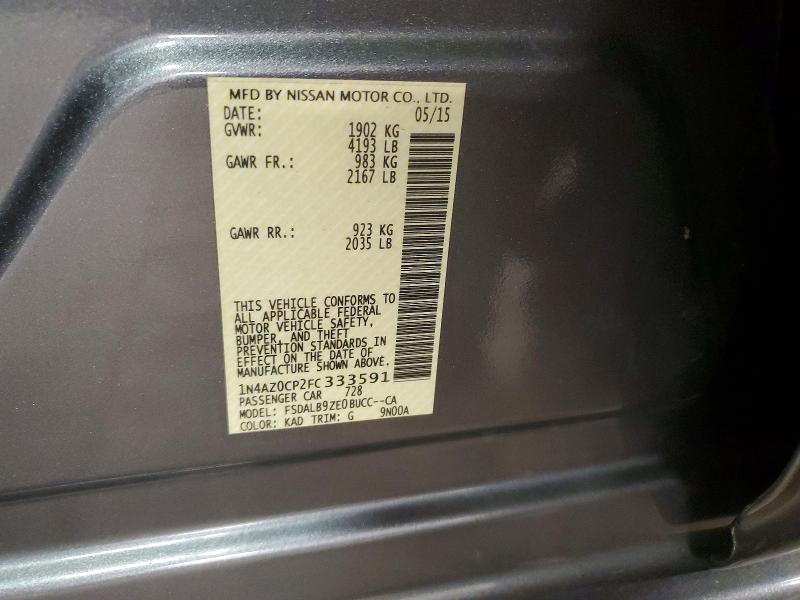 MFD BY NISSAN MOTOR CO., LTD.
DATE: 05/15
GVWR: 1902 KG
4193 LB
GAWR FR.: 983 KG
2167 LB
GAWR RR.: 923 KG
2035 LB
THIS VEHICLE CONFORMS TO
ALL APPLICABLE FEDERAL
MOTOR VEHICLE SAFETY,
BUMPER, AND THEFT
PREVENTION STANDARDS IN
EFFECT ON THE DATE OF
MANUFACTURE SHOWN ABOVE.
1N4AZ0CP2FC333591
PASSENGER CAR 728
MODEL: FSDALB9ZE0BUCC--CA
COLOR: KAD TRIM: G 9N00A